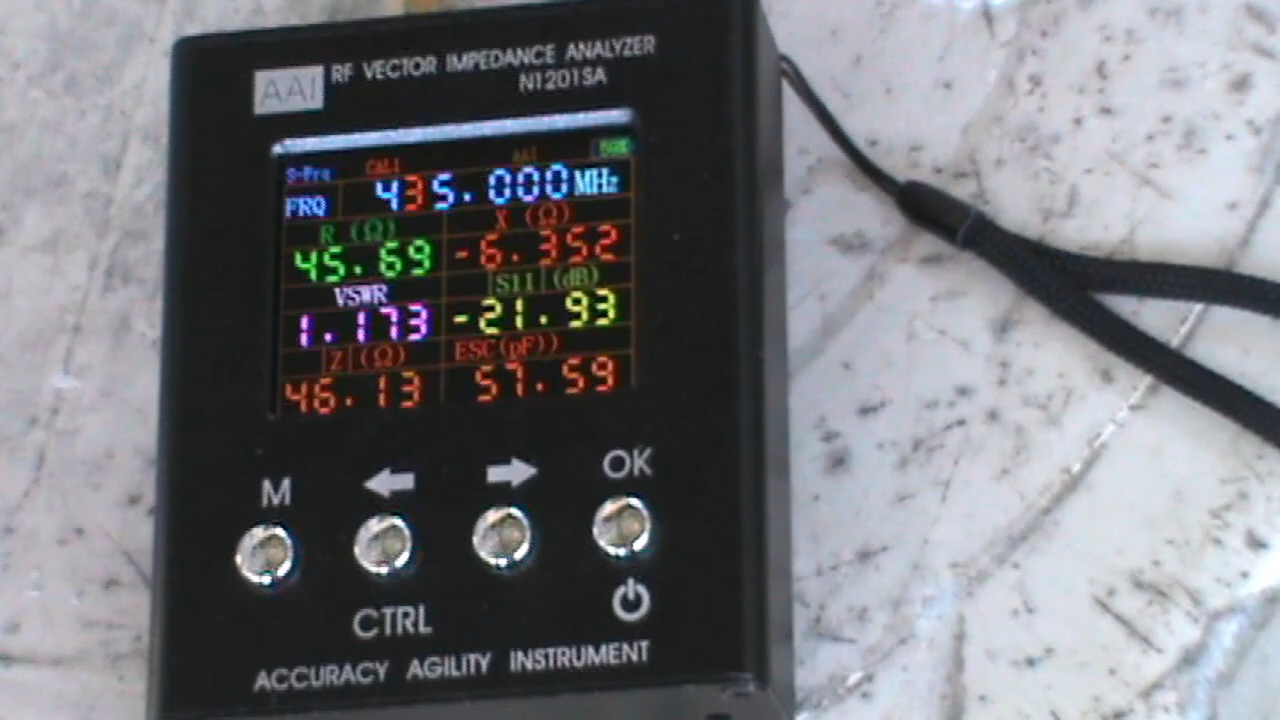 AAI RF VECTOR IMPEDANCE ANALYZER
N1201SA
S-Frq CAL1 AAI
FRQ 435.000MHz
R (Ω) X (Ω)
45.69 -6.352
VSWR |S11|(dB)
1.173 -21.93
|Z|(Ω) ESC(pF))
46.13 57.59
M OK
CTRL
ACCURACY AGILITY INSTRUMENT